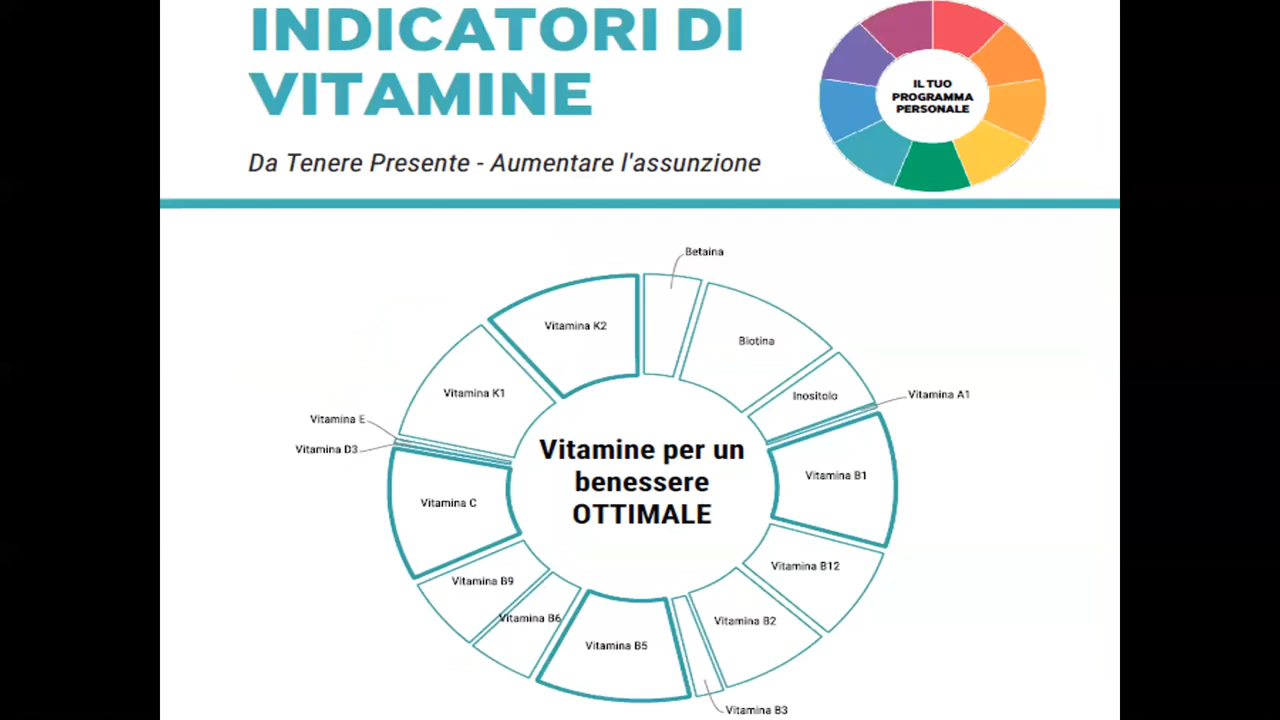 INDICATORI DI
VITAMINE
IL TUO
PROGRAMMA
PERSONALE
Da Tenere Presente - Aumentare l'assunzione
Betaina
Vitamina K2
Biotina
Vitamina K1
Inositolo
Vitamina A1
Vitamina E
Vitamina D3
Vitamine per un
benessere
OTTIMALE
Vitamina B1
Vitamina C
Vitamina B12
Vitamina B9
Vitamina B6
Vitamina B2
Vitamina B5
Vitamina B3